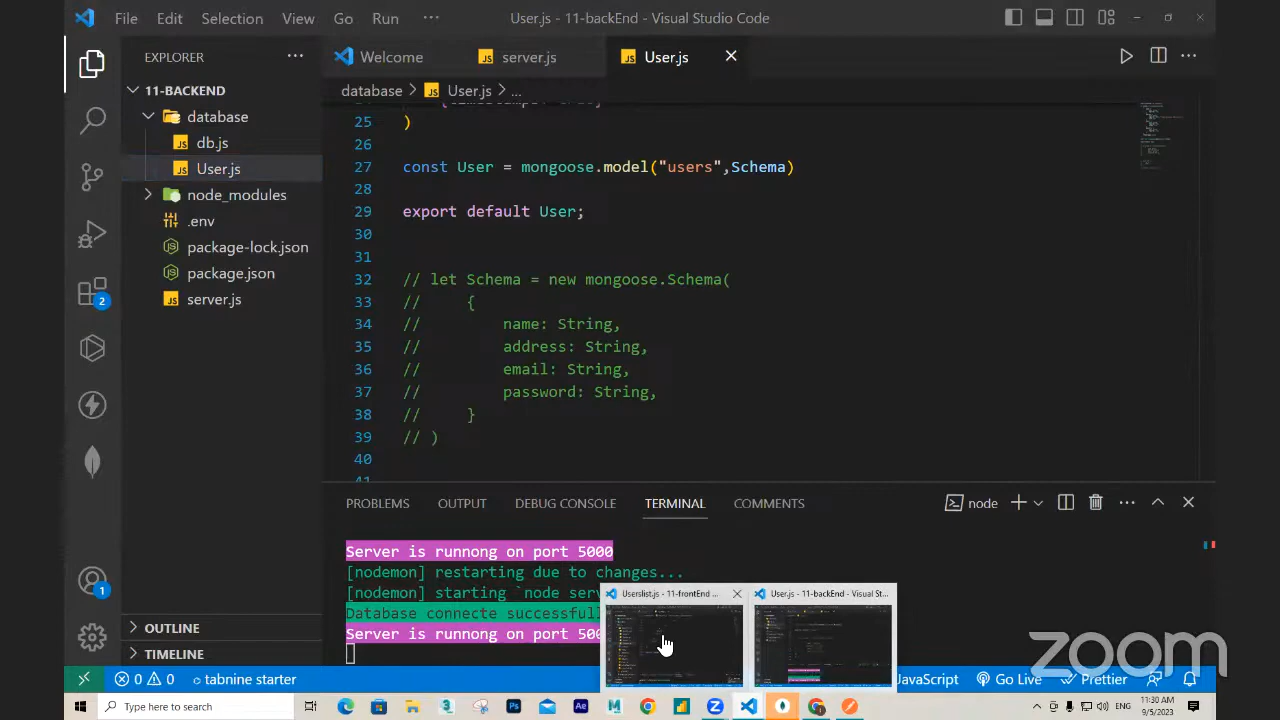 File Edit Selection View Go Run ··· User.js - 11-backEnd - Visual Studio Code
EXPLORER ··· Welcome server.js User.js
database > User.js > ...
11-BACKEND
database
db.js
User.js
node_modules
.env
package-lock.json
package.json
server.js
OUTLINE
TIMELINE
2
1
25 )
26
27 const User = mongoose.model("users",Schema)
28
29 export default User;
30
31
32 // let Schema = new mongoose.Schema(
33 //     {
34 //         name: String,
35 //         address: String,
36 //         email: String,
37 //         password: String,
38 //     }
39 // )
40
PROBLEMS OUTPUT DEBUG CONSOLE TERMINAL COMMENTS node
Server is runnong on port 5000
[nodemon] restarting due to changes...
[nodemon] starting `node serv
Database connecte successfull
Server is runnong on port 500
Userslist.js - 11-frontEnd ... User.js - 11-backEnd - Visual St...
zoom
0 0 tabnine starter JavaScript Go Live Prettier
Type here to search ENG 11:30 AM
9/5/2023